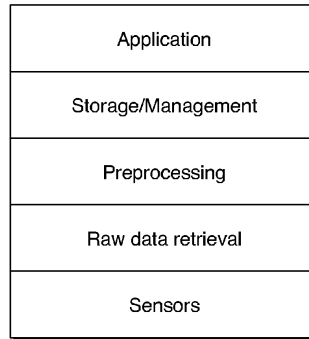 Application
Storage/Management
Preprocessing
Raw data retrieval
Sensors